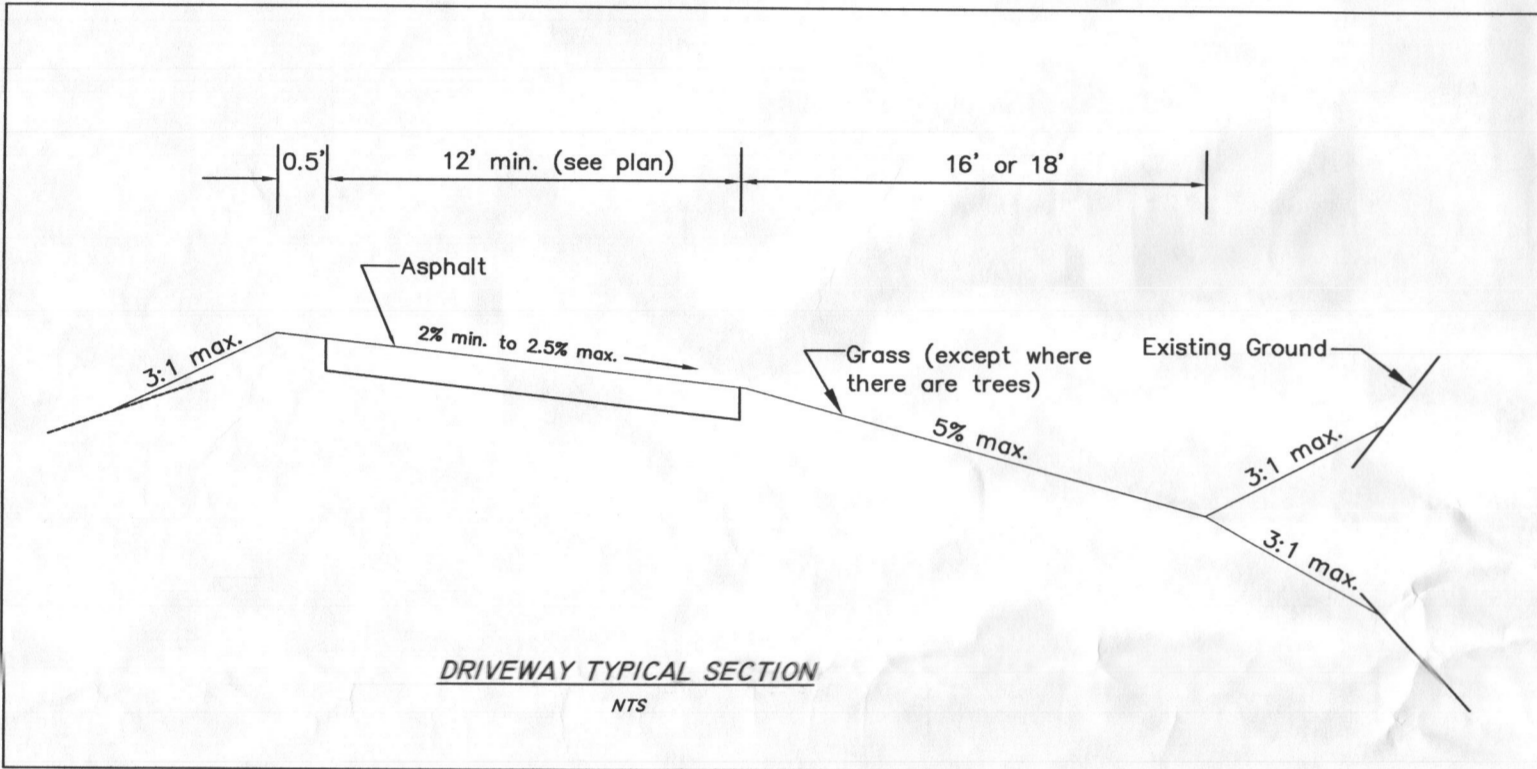 0.5'
12' min. (see plan)
16' or 18'
Asphalt
2% min. to 2.5% max.
3:1 max.
Grass (except where
there are trees)
Existing Ground
5% max.
3:1 max.
3:1 max.
DRIVEWAY TYPICAL SECTION
NTS